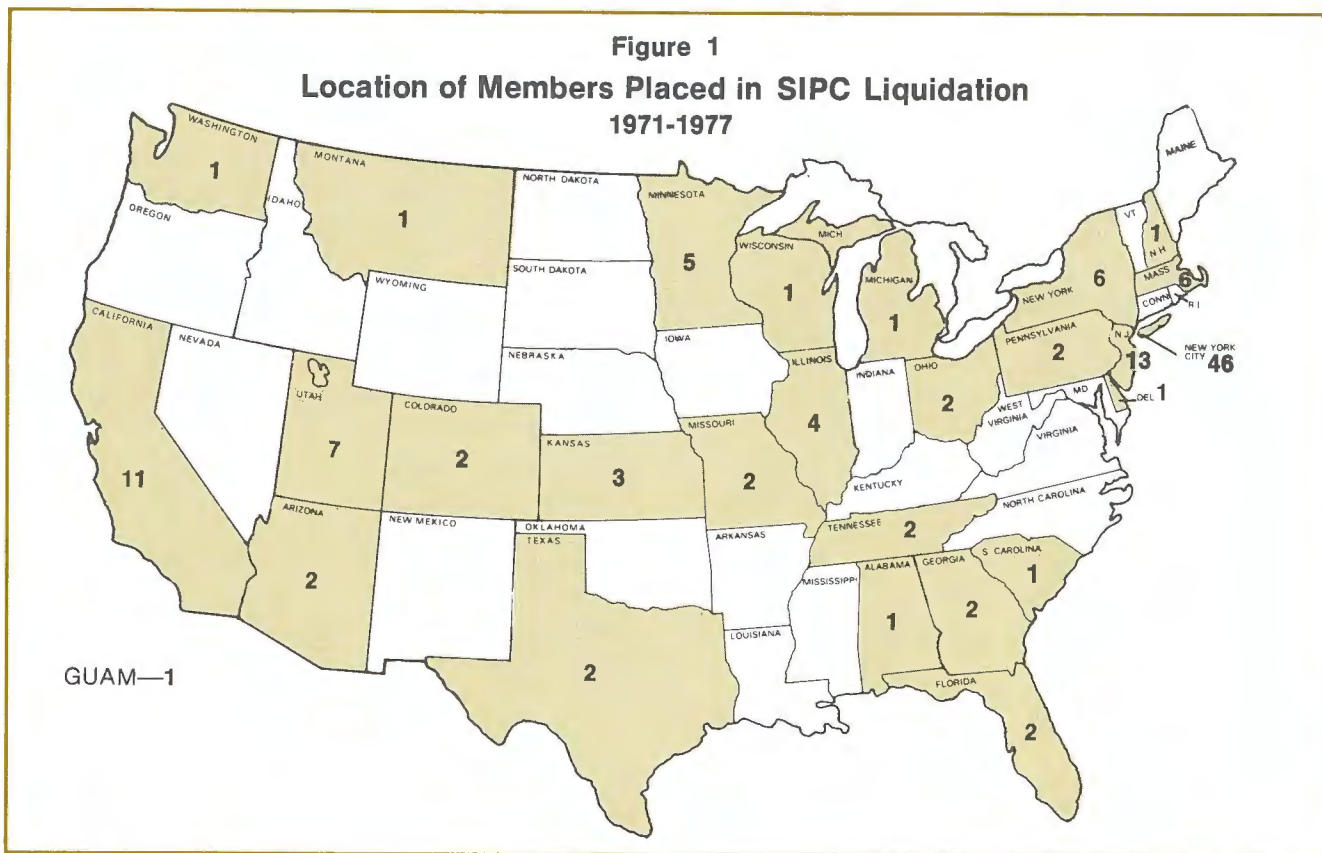 Figure 1
Location of Members Placed in SIPC Liquidation
1971-1977
WASHINGTON
1
MONTANA
1
NORTH DAKOTA
MINNESOTA
5
MAINE
OREGON
IDAHO
SOUTH DAKOTA
WISCONSIN
1
MICH
MICHIGAN
1
VT
1
N H
NEW YORK
6
MASS
6
CONN
R I
WYOMING
CALIFORNIA
11
NEVADA
NEBRASKA
IOWA
ILLINOIS
4
INDIANA
OHIO
2
PENNSYLVANIA
2
N J
13
NEW YORK
CITY 46
UTAH
7
COLORADO
2
KANSAS
3
MISSOURI
2
WEST
VIRGINIA
MD
DEL 1
VIRGINIA
KENTUCKY
NORTH CAROLINA
ARIZONA
2
NEW MEXICO
OKLAHOMA
TEXAS
2
ARKANSAS
TENNESSEE
2
S CAROLINA
1
MISSISSIPPI
ALABAMA
1
GEORGIA
2
LOUISIANA
FLORIDA
2
GUAM—1